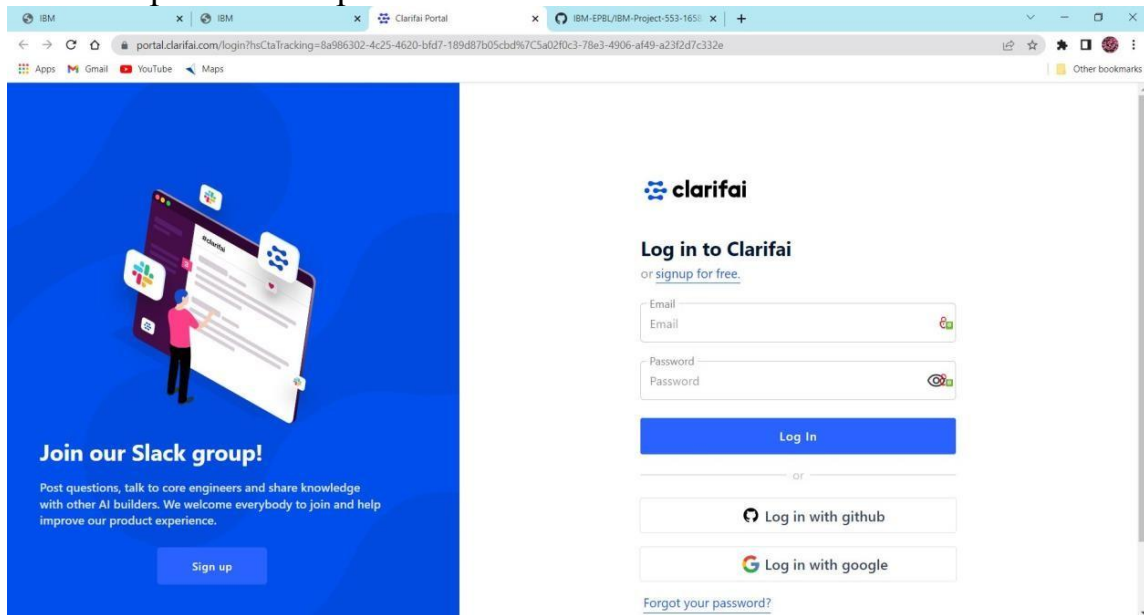 IBM
IBM
Clarifai Portal
IBM-EPBL/IBM-Project-553-1658
portal.clarifai.com/login?hsCtaTracking=8a986302-4c25-4620-bfd7-189d87b05cbd%7C5a02f0c3-78e3-4906-af49-a23f2d7c332e
Apps
Gmail
YouTube
Maps
Other bookmarks
clarifai
Join our Slack group!
Post questions, talk to core engineers and share knowledge
with other AI builders. We welcome everybody to join and help
improve our product experience.
Sign up
clarifai
Log in to Clarifai
or signup for free.
Email
Email
Password
Password
Log In
or
Log in with github
Log in with google
Forgot your password?